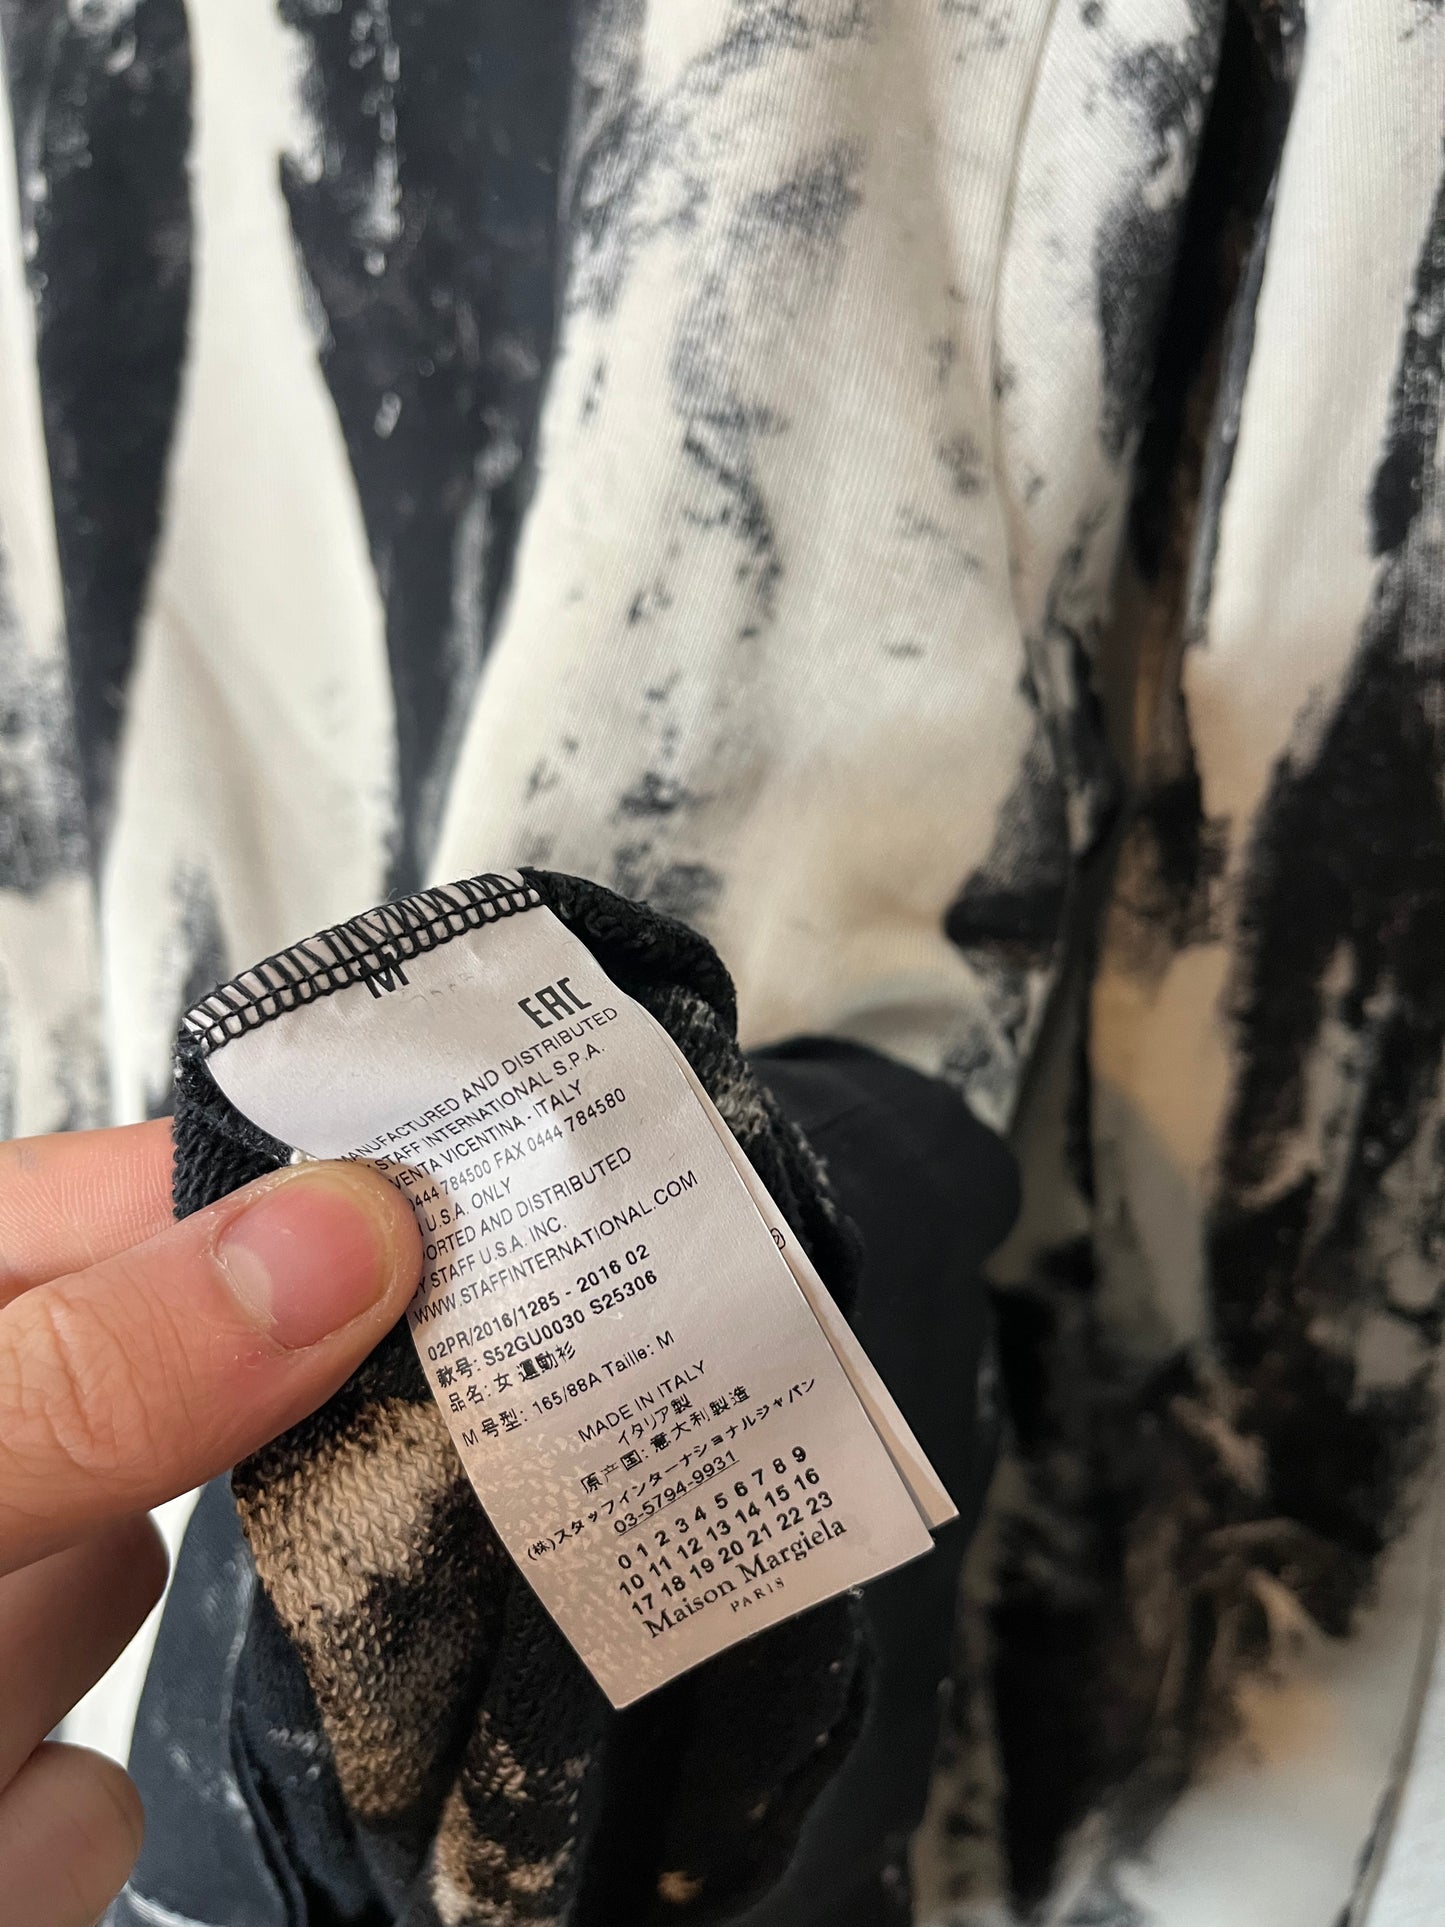 M
EAC
MANUFACTURED AND DISTRIBUTED
STAFF INTERNATIONAL S.P.A.
VENTA VICENTINA - ITALY
0444 784500 FAX 0444 784580
U.S.A. ONLY
PORTED AND DISTRIBUTED
BY STAFF U.S.A. INC.
WWW.STAFFINTERNATIONAL.COM
02PR/2016/1285 - 2016 02
款号: S52GU0030 S25306
品名: 女 運動衫
M 号型: 165/88A Taille: M
MADE IN ITALY
イタリア製
原产国: 意大利製造
(株)スタッフインターナショナルジャパン
03-5794-9931
0 1 2 3 4 5 6 7 8 9
10 11 12 13 14 15 16
17 18 19 20 21 22 23
Maison Margiela
PARIS